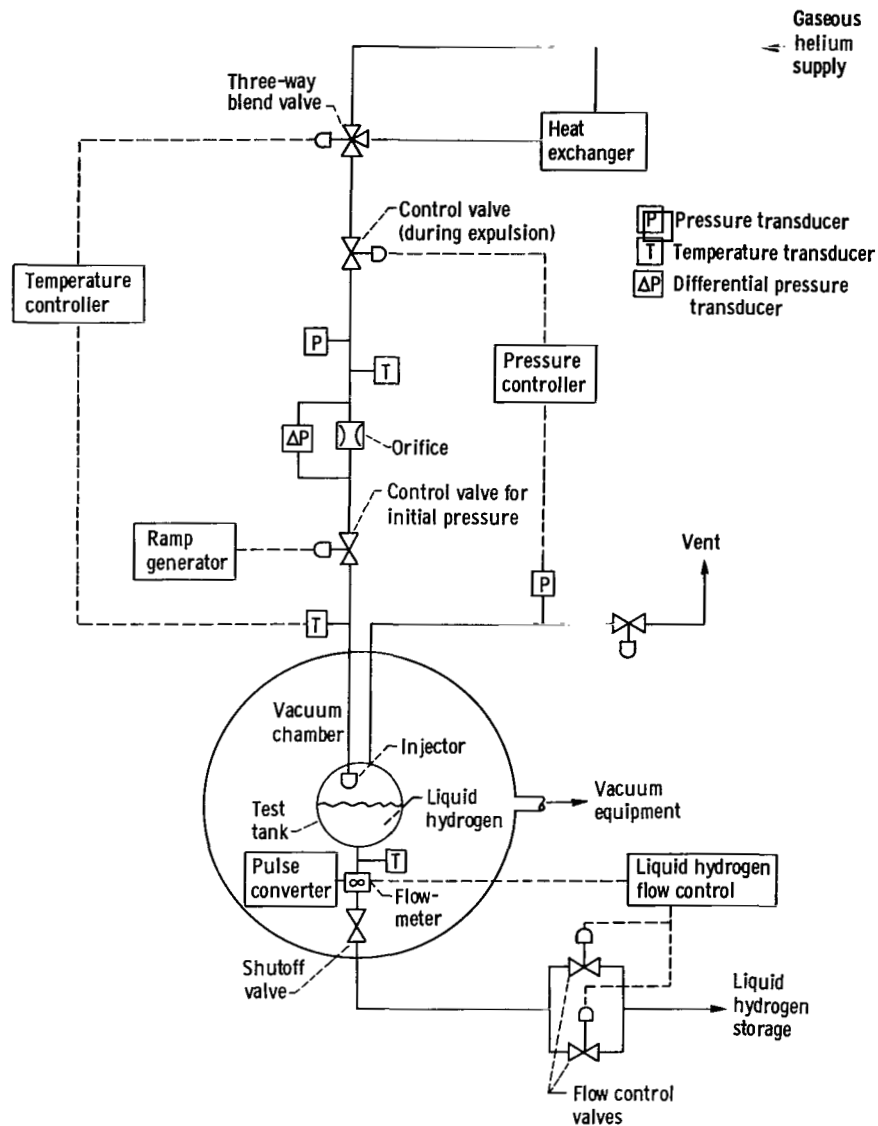 Gaseous
helium
supply
Three-way
blend valve
Heat
exchanger
Control valve
(during expulsion)
P Pressure transducer
T Temperature transducer
ΔP Differential pressure
transducer
Temperature
controller
P
T
Pressure
controller
ΔP
Orifice
Control valve for
initial pressure
Ramp
generator
Vent
P
T
Vacuum
chamber
Injector
Liquid
hydrogen
Vacuum
equipment
Test
tank
T
Pulse
converter
∞
Flow-
meter
Liquid hydrogen
flow control
Shutoff
valve
Liquid
hydrogen
storage
Flow control
valves